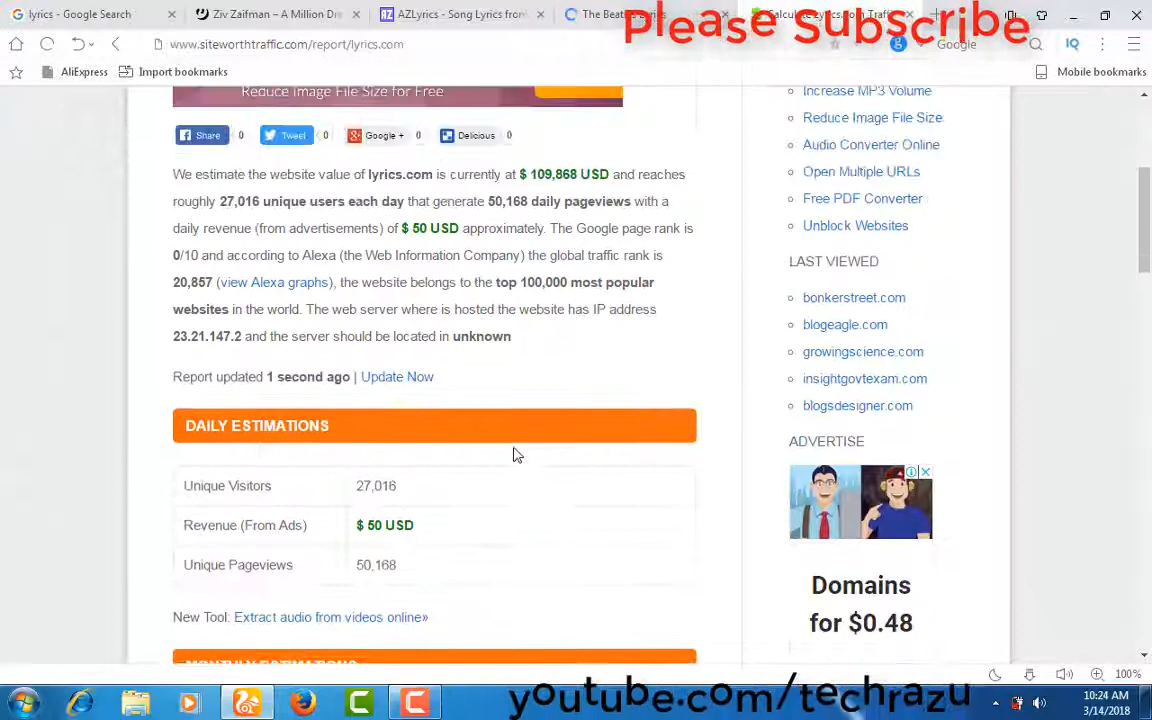 lyrics - Google Search
Ziv Zaifman – A Million Dre
AZLyrics - Song Lyrics from
The Beatles Lyrics
Calculate Lyrics.com Traffi
Please Subscribe
www.siteworthtraffic.com/report/lyrics.com
Google
AliExpress
Import bookmarks
Mobile bookmarks
Reduce Image File Size for Free
Share 0 Tweet 0 Google + 0 Delicious 0
We estimate the website value of lyrics.com is currently at $ 109,868 USD and reaches
roughly 27,016 unique users each day that generate 50,168 daily pageviews with a
daily revenue (from advertisements) of $ 50 USD approximately. The Google page rank is
0/10 and according to Alexa (the Web Information Company) the global traffic rank is
20,857 (view Alexa graphs), the website belongs to the top 100,000 most popular
websites in the world. The web server where is hosted the website has IP address
23.21.147.2 and the server should be located in unknown
Report updated 1 second ago | Update Now
DAILY ESTIMATIONS
Unique Visitors 27,016
Revenue (From Ads) $ 50 USD
Unique Pageviews 50,168
New Tool: Extract audio from videos online»
MONTHLY ESTIMATIONS
Increase MP3 Volume
Reduce Image File Size
Audio Converter Online
Open Multiple URLs
Free PDF Converter
Unblock Websites
LAST VIEWED
bonkerstreet.com
blogeagle.com
growingscience.com
insightgovtexam.com
blogsdesigner.com
ADVERTISE
Domains
for $0.48
100%
youtube.com/techrazu
10:24 AM
3/14/2018